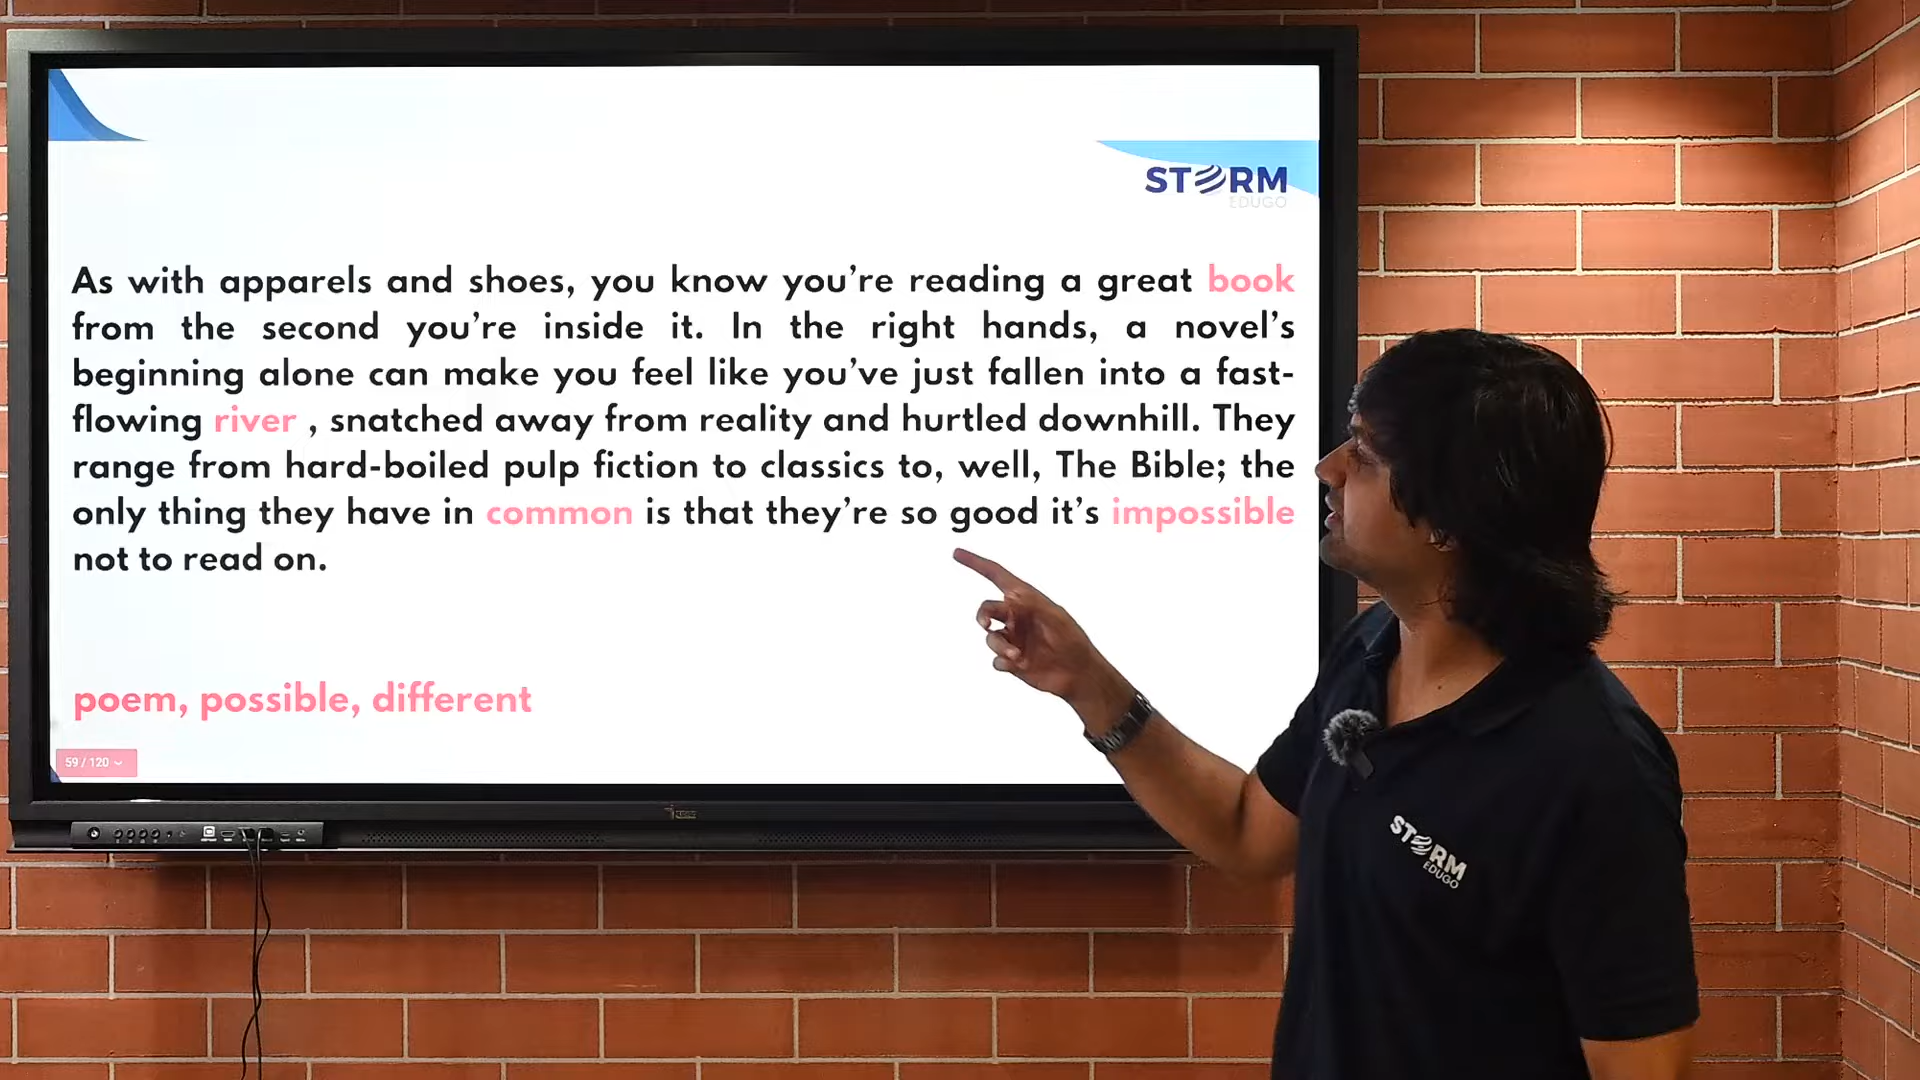 STORM
EDUGO
As with apparels and shoes, you know you’re reading a great book
from the second you’re inside it. In the right hands, a novel’s
beginning alone can make you feel like you’ve just fallen into a fast-
flowing river , snatched away from reality and hurtled downhill. They
range from hard-boiled pulp fiction to classics to, well, The Bible; the
only thing they have in common is that they’re so good it’s impossible
not to read on.
poem, possible, different
59 / 120
STORM
EDUGO